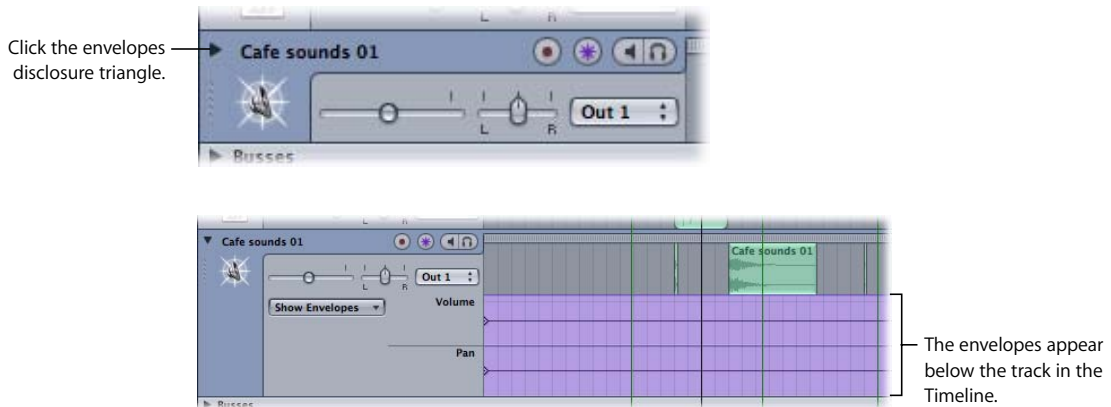 L R
Click the envelopes
disclosure triangle.
Cafe sounds 01
Out 1
L R
Busses
Cafe sounds 01
Cafe sounds 01
Out 1
L R
Show Envelopes
Volume
Pan
The envelopes appear
below the track in the
Timeline.
Busses